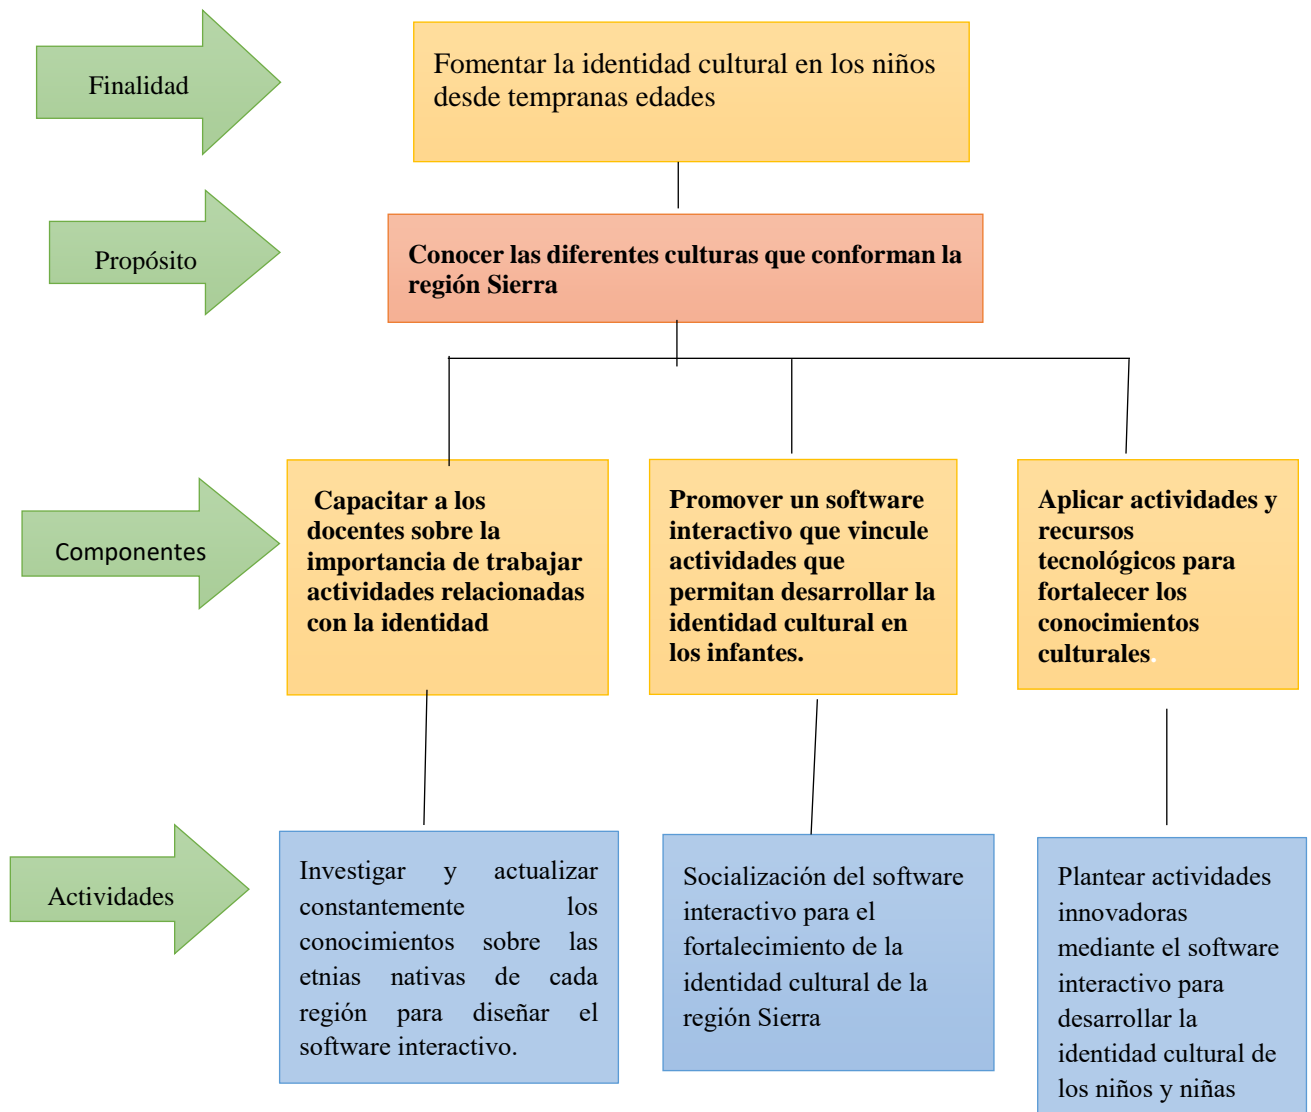 Finalidad
Fomentar la identidad cultural en los niños
desde tempranas edades
Propósito
Conocer las diferentes culturas que conforman la
región Sierra
Componentes
Capacitar a los
docentes sobre la
importancia de trabajar
actividades relacionadas
con la identidad
Promover un software
interactivo que vincule
actividades que
permitan desarrollar la
identidad cultural en
los infantes.
Aplicar actividades y
recursos
tecnológicos para
fortalecer los
conocimientos
culturales.
Actividades
Investigar y actualizar
constantemente los
conocimientos sobre las
etnias nativas de cada
región para diseñar el
software interactivo.
Socialización del software
interactivo para el
fortalecimiento de la
identidad cultural de la
región Sierra
Plantear actividades
innovadoras
mediante el software
interactivo para
desarrollar la
identidad cultural de
los niños y niñas